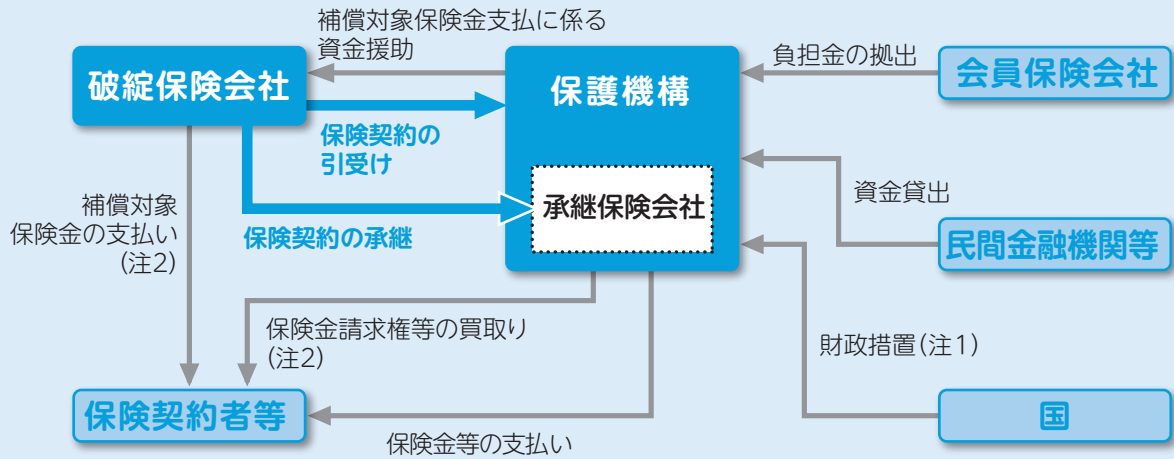 補償対象保険金支払に係る
資金援助
破綻保険会社
保護機構
負担金の拠出
会員保険会社
保険契約の
引受け
資金貸出
承継保険会社
補償対象
保険金の支払い
(注2)
保険契約の承継
民間金融機関等
保険金請求権等の買取り
(注2)
財政措置(注1)
保険契約者等
国
保険金等の支払い